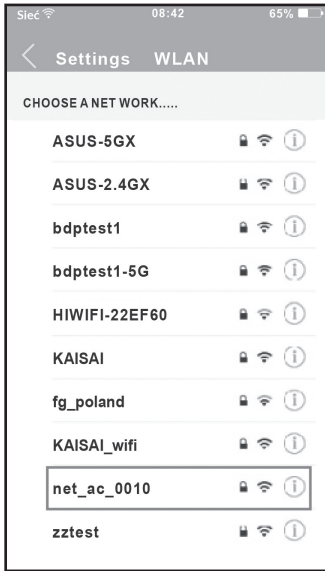 Sieć 08:42 65%
Settings WLAN
CHOOSE A NET WORK.....
ASUS-5GX
ASUS-2.4GX
bdptest1
bdptest1-5G
HIWIFI-22EF60
KAISAI
fg_poland
KAISAI_wifi
net_ac_0010
zztest